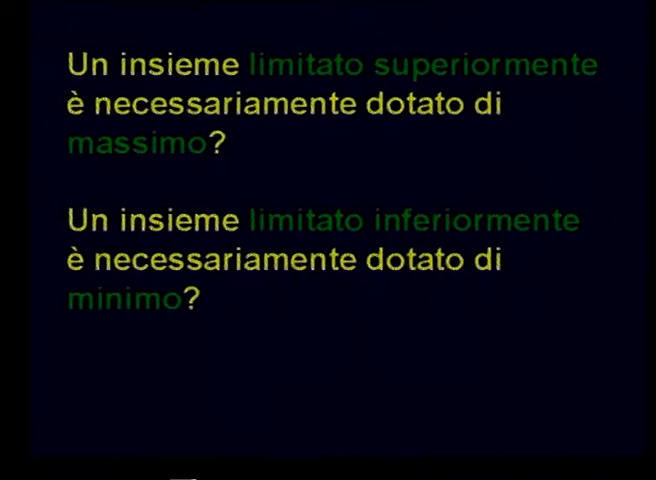 Un insieme limitato superiormente
è necessariamente dotato di
massimo?
Un insieme limitato inferiormente
è necessariamente dotato di
minimo?